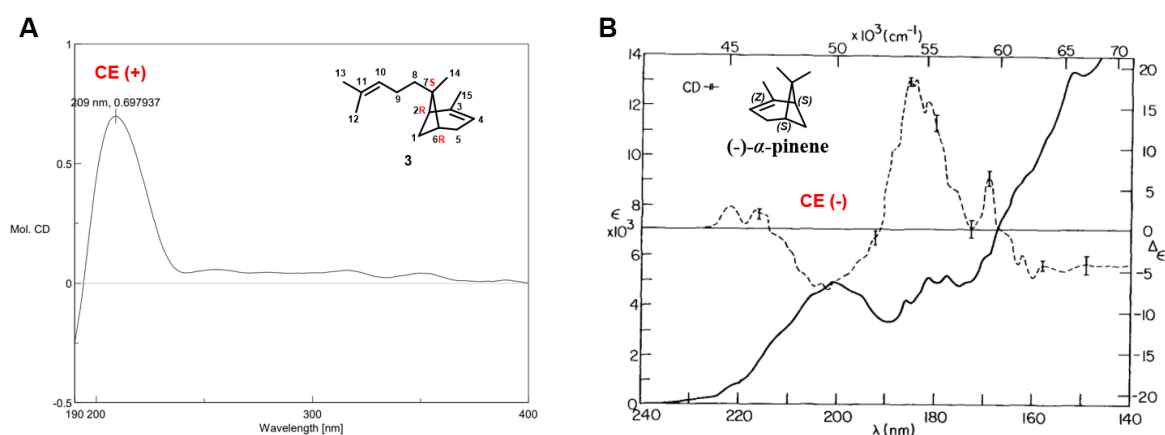 A
1
CE (+)
209 nm, 0.697937
0.5
Mol. CD
0
-0.5
190 200
300
400
Wavelength [nm]
13
10
8
7
S
14
11
9
15
12
2R
3
4
1
6R
5
3
B
×10³(cm⁻¹)
45
50
55
60
65
70
14
12
10
8
ϵ
×10³
6
4
2
0
CD
(Z)
(S)
(S)
(-)-α-pinene
CE (-)
20
15
10
5
0
Δϵ
-5
-10
-15
-20
240
220
200
180
160
140
λ(nm)